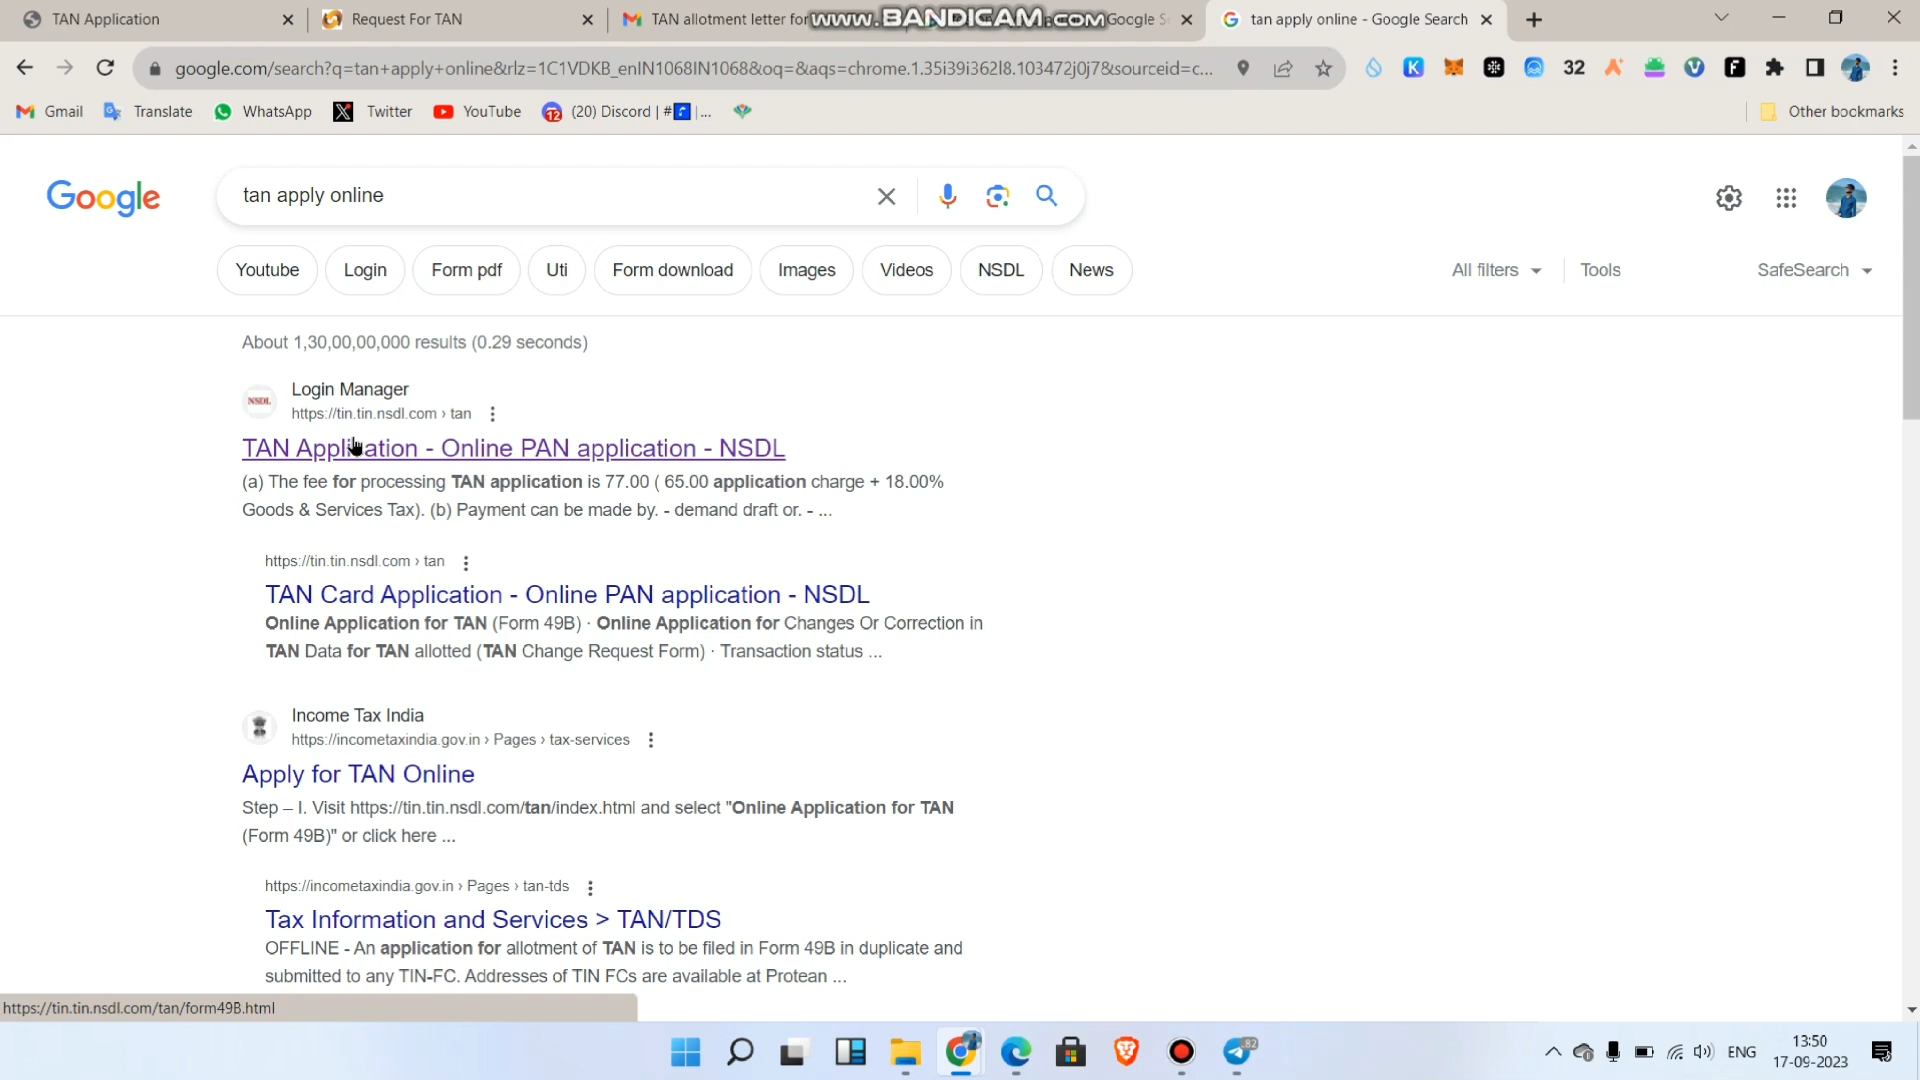 TAN Application
Request For TAN
TAN allotment letter for
www.BANDICAM.com
Google S
tan apply online - Google Search
google.com/search?q=tan+apply+online&rlz=1C1VDKB_enIN1068IN1068&oq=&aqs=chrome.1.35i39i362l8.103472j0j7&sourceid=c...
32
Gmail
Translate
WhatsApp
Twitter
YouTube
12
(20) Discord | # | ...
Other bookmarks
Google
tan apply online
Youtube
Login
Form pdf
Uti
Form download
Images
Videos
NSDL
News
All filters
Tools
SafeSearch
About 1,30,00,00,000 results (0.29 seconds)
NSDL
Login Manager
https://tin.tin.nsdl.com › tan
TAN Application - Online PAN application - NSDL
(a) The fee for processing TAN application is 77.00 ( 65.00 application charge + 18.00%
Goods & Services Tax). (b) Payment can be made by. - demand draft or. - ...
https://tin.tin.nsdl.com › tan
TAN Card Application - Online PAN application - NSDL
Online Application for TAN (Form 49B) · Online Application for Changes Or Correction in
TAN Data for TAN allotted (TAN Change Request Form) · Transaction status ...
Income Tax India
https://incometaxindia.gov.in › Pages › tax-services
Apply for TAN Online
Step – I. Visit https://tin.tin.nsdl.com/tan/index.html and select "Online Application for TAN
(Form 49B)" or click here ...
https://incometaxindia.gov.in › Pages › tan-tds
Tax Information and Services > TAN/TDS
OFFLINE - An application for allotment of TAN is to be filed in Form 49B in duplicate and
submitted to any TIN-FC. Addresses of TIN FCs are available at Protean ...
https://tin.tin.nsdl.com/tan/form49B.html
82
ENG
13:50
17-09-2023